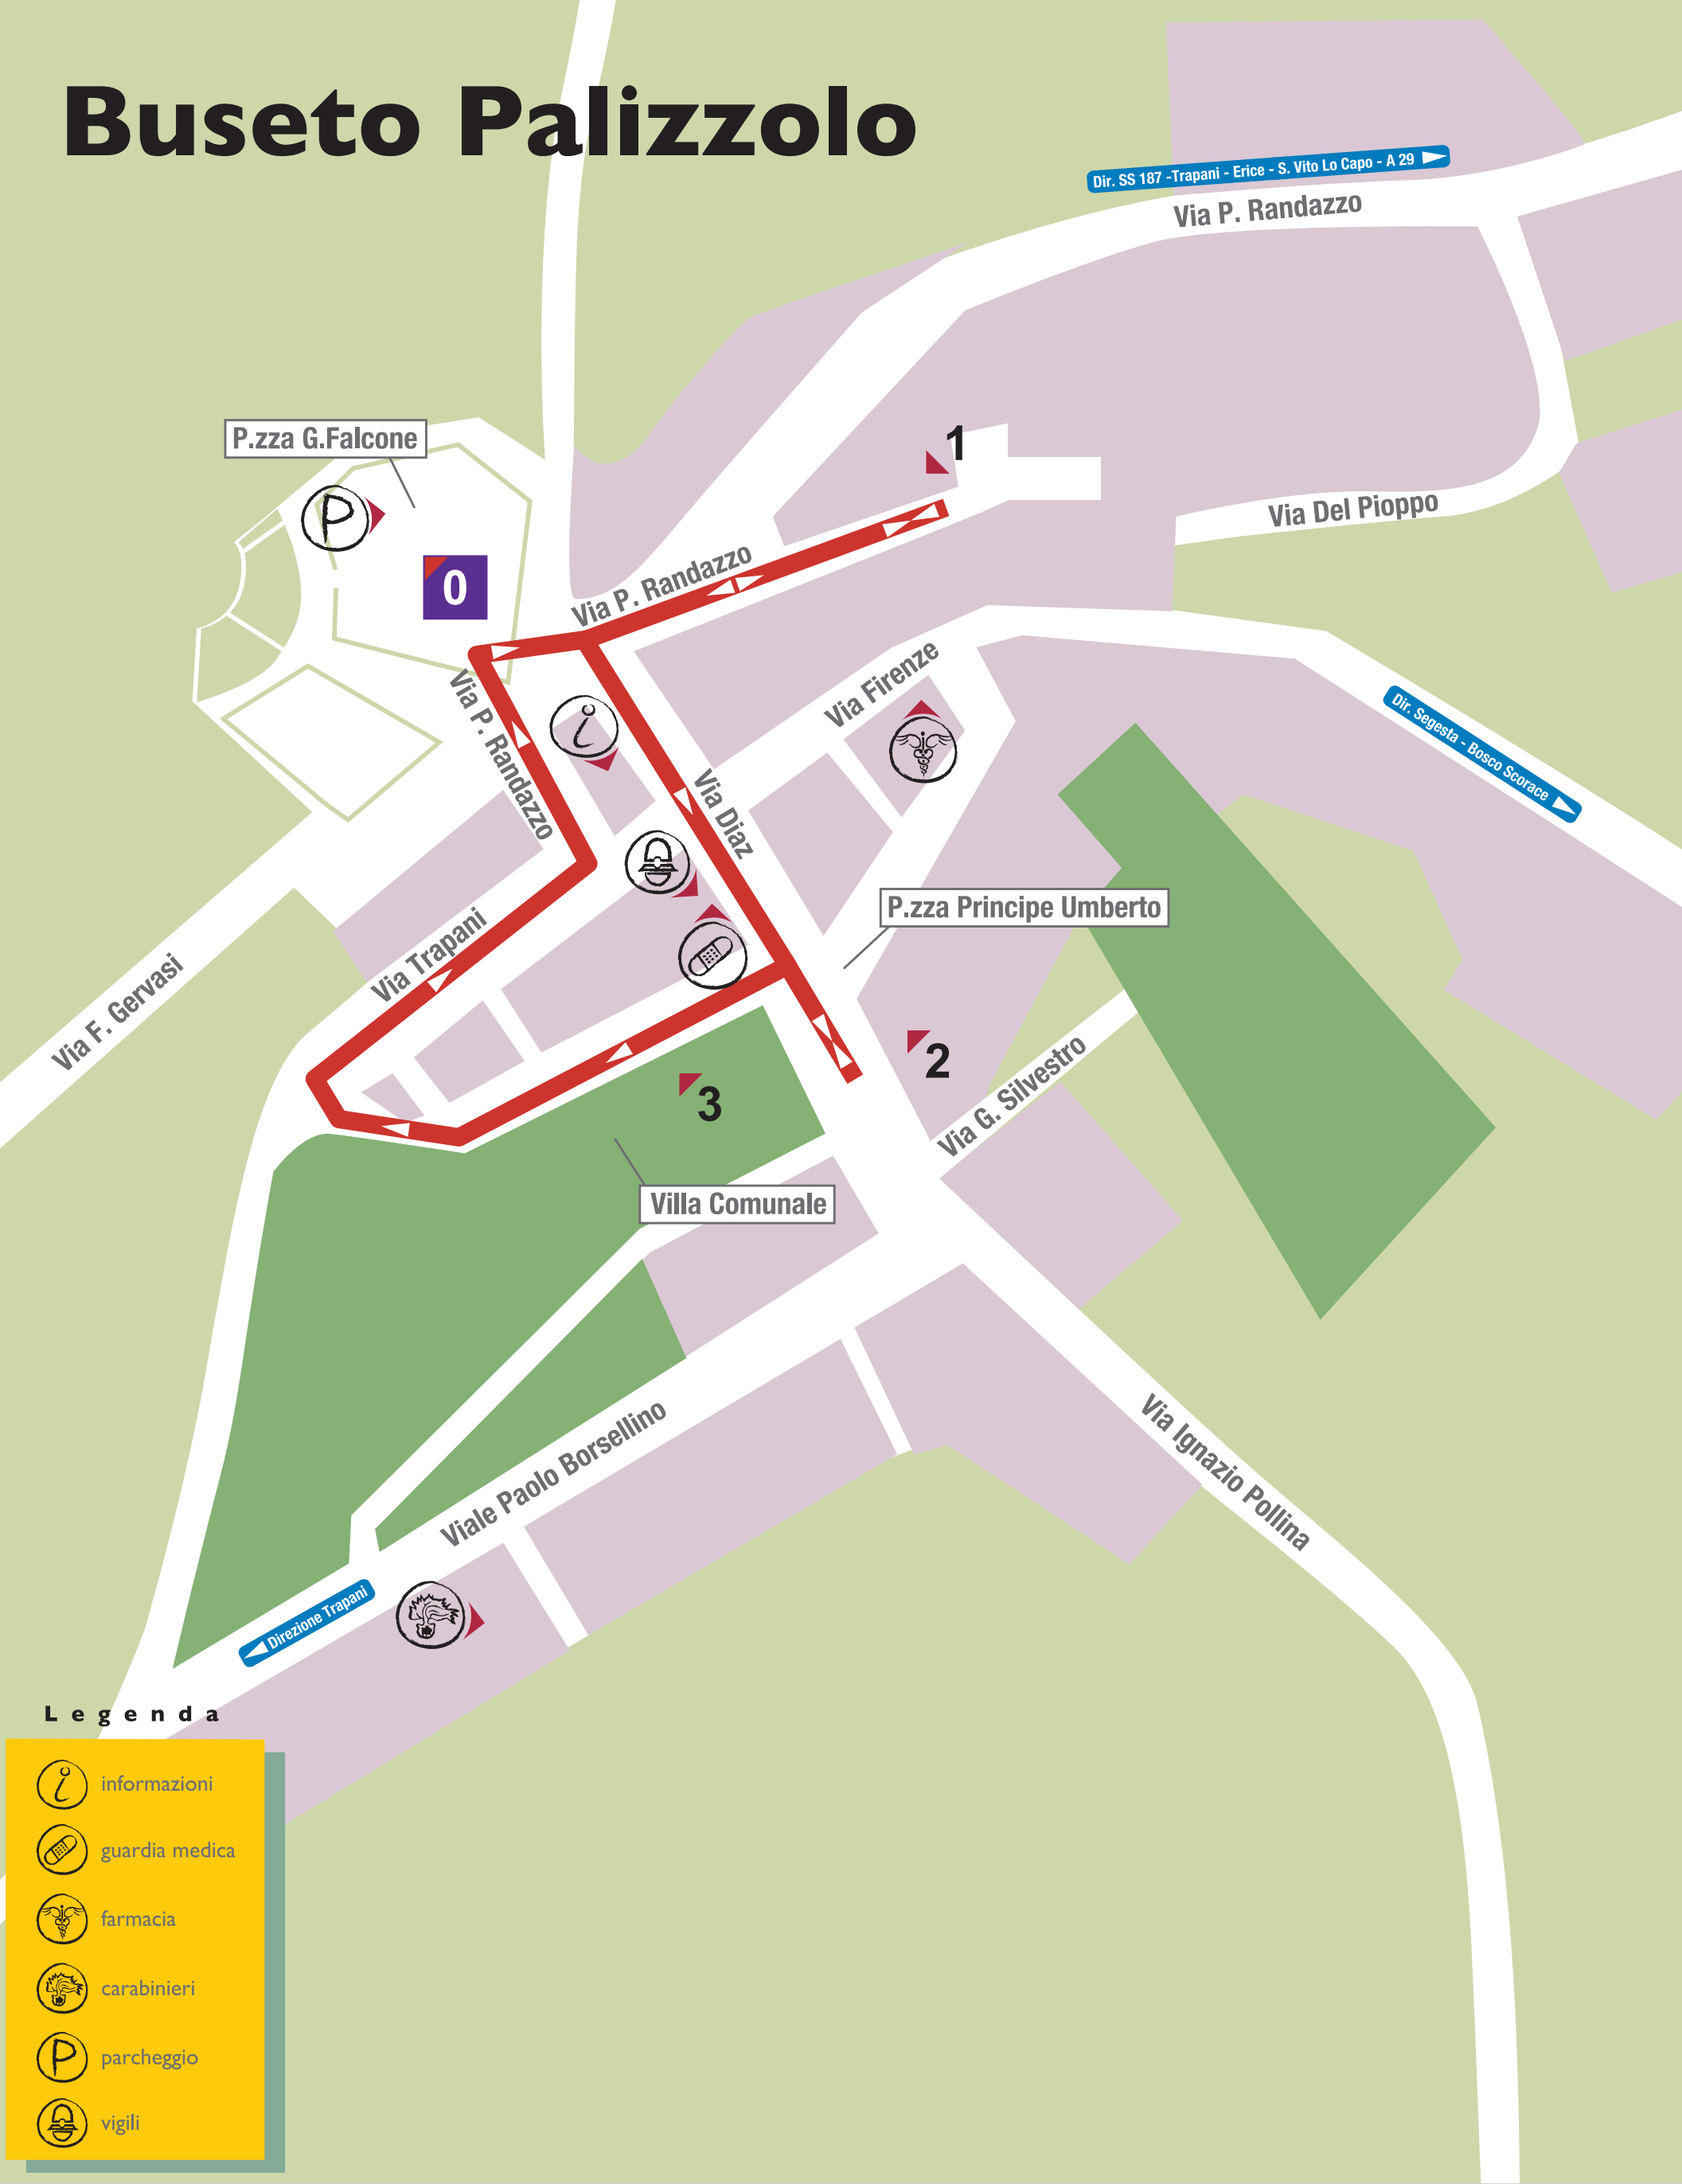 Buseto Palizzolo
Dir. SS 187 -Trapani - Erice - S. Vito Lo Capo - A 29
Via P. Randazzo
P.zza G.Falcone
1
P
Via Del Pioppo
0
Via P. Randazzo
Via Firenze
Via P. Randazzo
i
Dir. Segesta - Bosco Scorace
Via Diaz
P.zza Principe Umberto
Via Trapani
Via F. Gervasi
2
Via G. Silvestro
3
Villa Comunale
Viale Paolo Borsellino
Via Ignazio Pollina
Direzione Trapani
Legenda
i informazioni
guardia medica
farmacia
carabinieri
P parcheggio
vigili